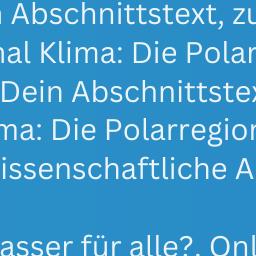 n Abschnittstext, zu
nal Klima: Die Polar
Dein Abschnittstex
ma: Die Polarregion
issenschaftliche A
asser für alle?. Onl